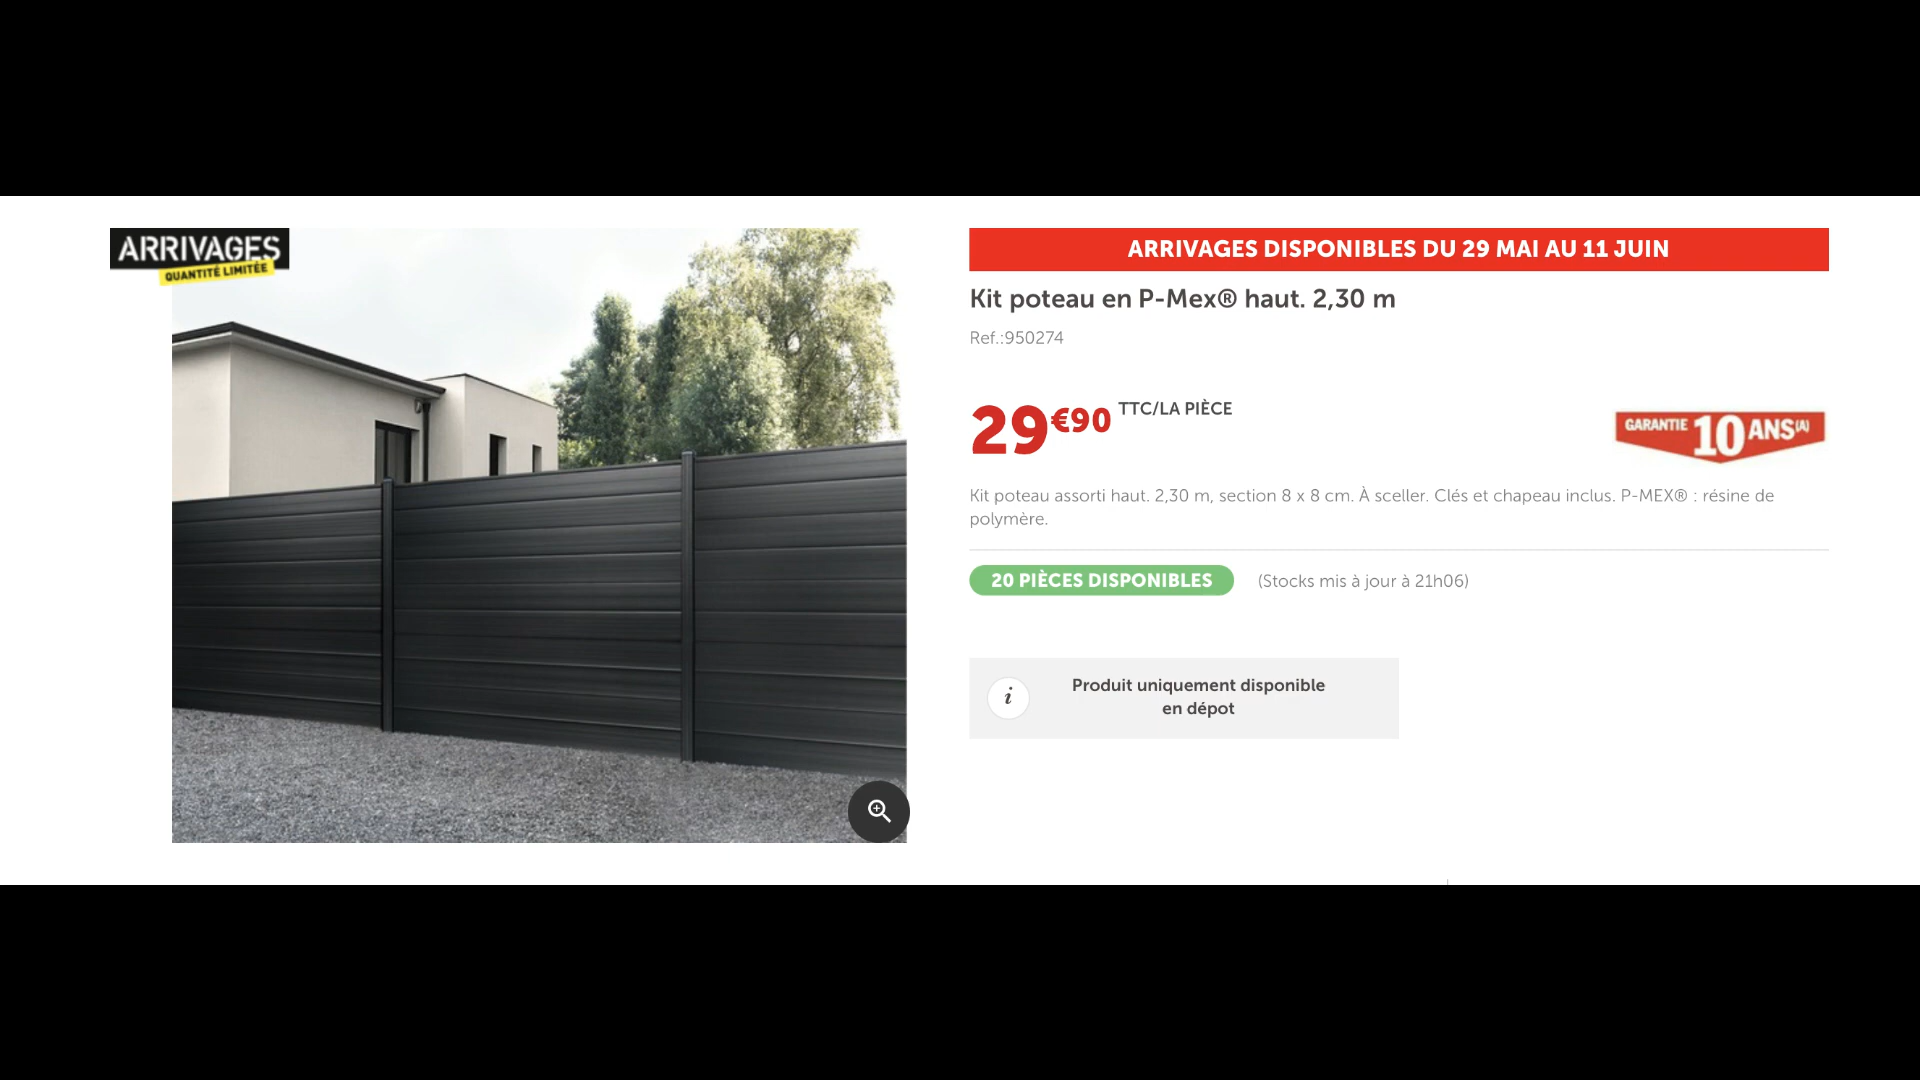 ARRIVAGES
QUANTITÉ LIMITÉE
ARRIVAGES DISPONIBLES DU 29 MAI AU 11 JUIN
Kit poteau en P-Mex® haut. 2,30 m
Ref.:950274
29€90 TTC/LA PIÈCE
GARANTIE 10 ANS(A)
Kit poteau assorti haut. 2,30 m, section 8 x 8 cm. À sceller. Clés et chapeau inclus. P-MEX® : résine de
polymère.
20 PIÈCES DISPONIBLES (Stocks mis à jour à 21h06)
i
Produit uniquement disponible
en dépot